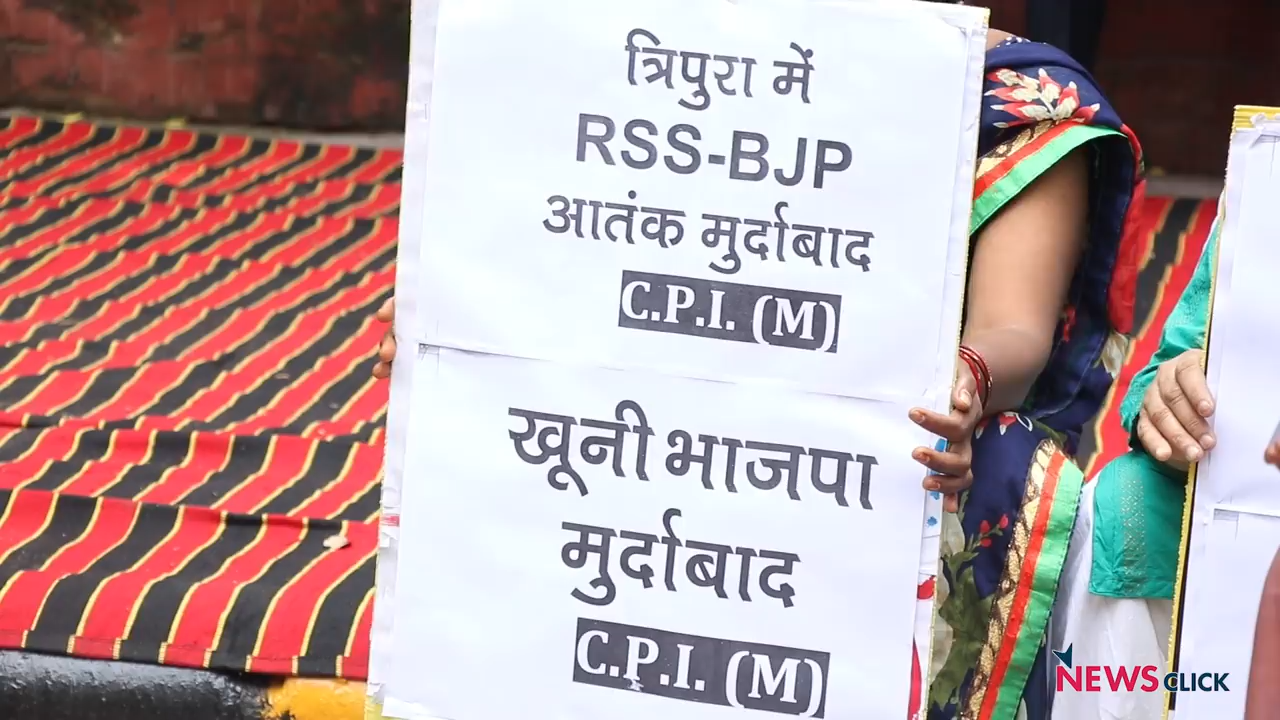 त्रिपुरा में
RSS-BJP
आतंक मुर्दाबाद
C.P.I. (M)
खूनी भाजपा
मुर्दाबाद
C.P.I. (M)
NEWSCLICK